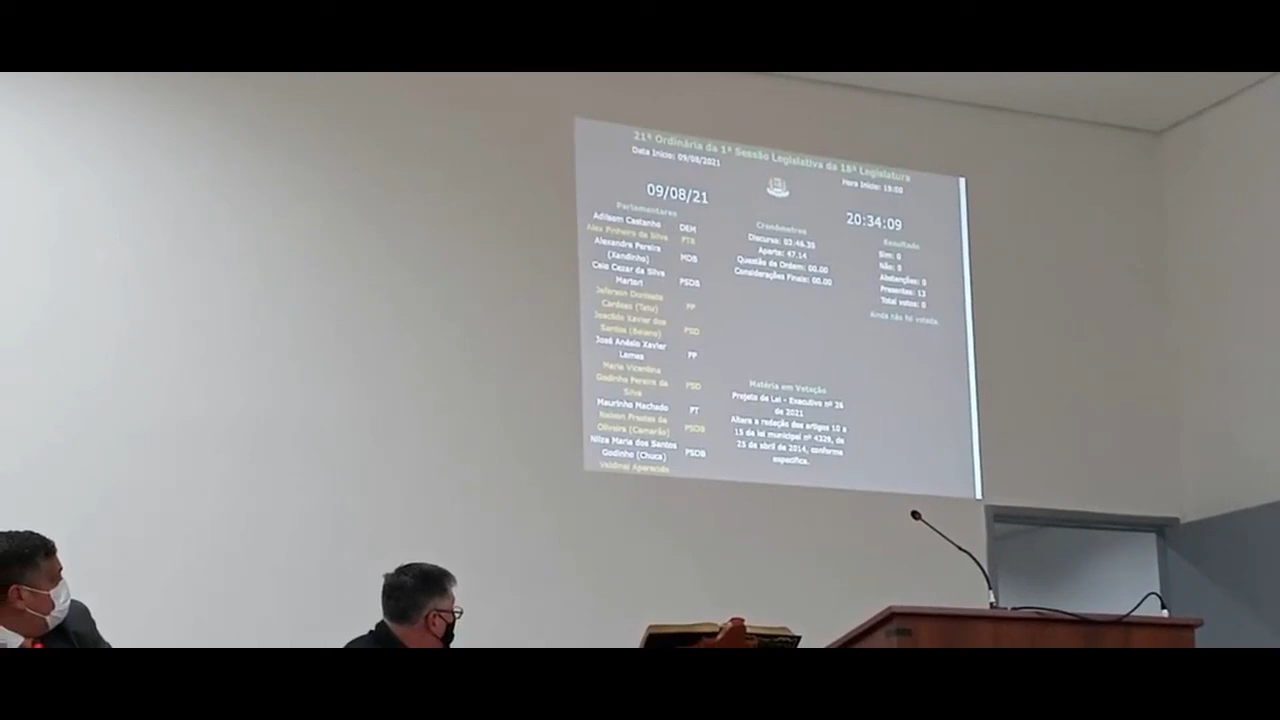 21ª Ordinária da 1ª Sessão Legislativa da 18ª Legislatura
Data Início: 09/08/2021
Hora Início: 19:00
09/08/21
20:34:09
Parlamentares
Adilsom Castanho DEM
Alex Pinheiro da Silva PTB
Alexandre Pereira
(Xandinho) MDB
Caio Cezar da Silva
Martori PSDB
Jeferson Donisete
Cardoso (Tato) PP
Joacildo Xavier dos
Santos (Baiano) PSD
José Anésio Xavier
Lemes PP
Maria Vicentina
Godinho Pereira da
Silva PSD
Maurinho Machado PT
Nelson Prestes de
Oliveira (Camarão) PSDB
Nilza Maria dos Santos
Godinho (Chuca) PSDB
Valdinei Aparecido
Cronômetros
Discurso: 03:46.35
Aparte: 47.14
Questão de Ordem: 00.00
Considerações Finais: 00.00
Resultado
Sim: 0
Não: 0
Abstenções: 0
Presentes: 13
Total votos: 0
Ainda não foi votada.
Matéria em Votação
Projeto de Lei - Executivo nº 26
de 2021
Altera a redação dos artigos 10 e
15 da lei municipal nº 4329, de
25 de abril de 2014, conforme
especifica.